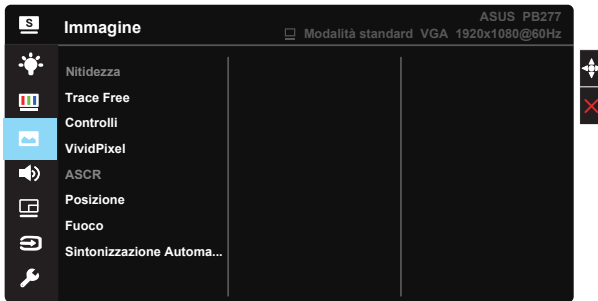 S
Immagine
ASUS PB277
Modalità standard VGA 1920x1080@60Hz
Nitidezza
Trace Free
Controlli
VividPixel
ASCR
Posizione
Fuoco
Sintonizzazione Automa...